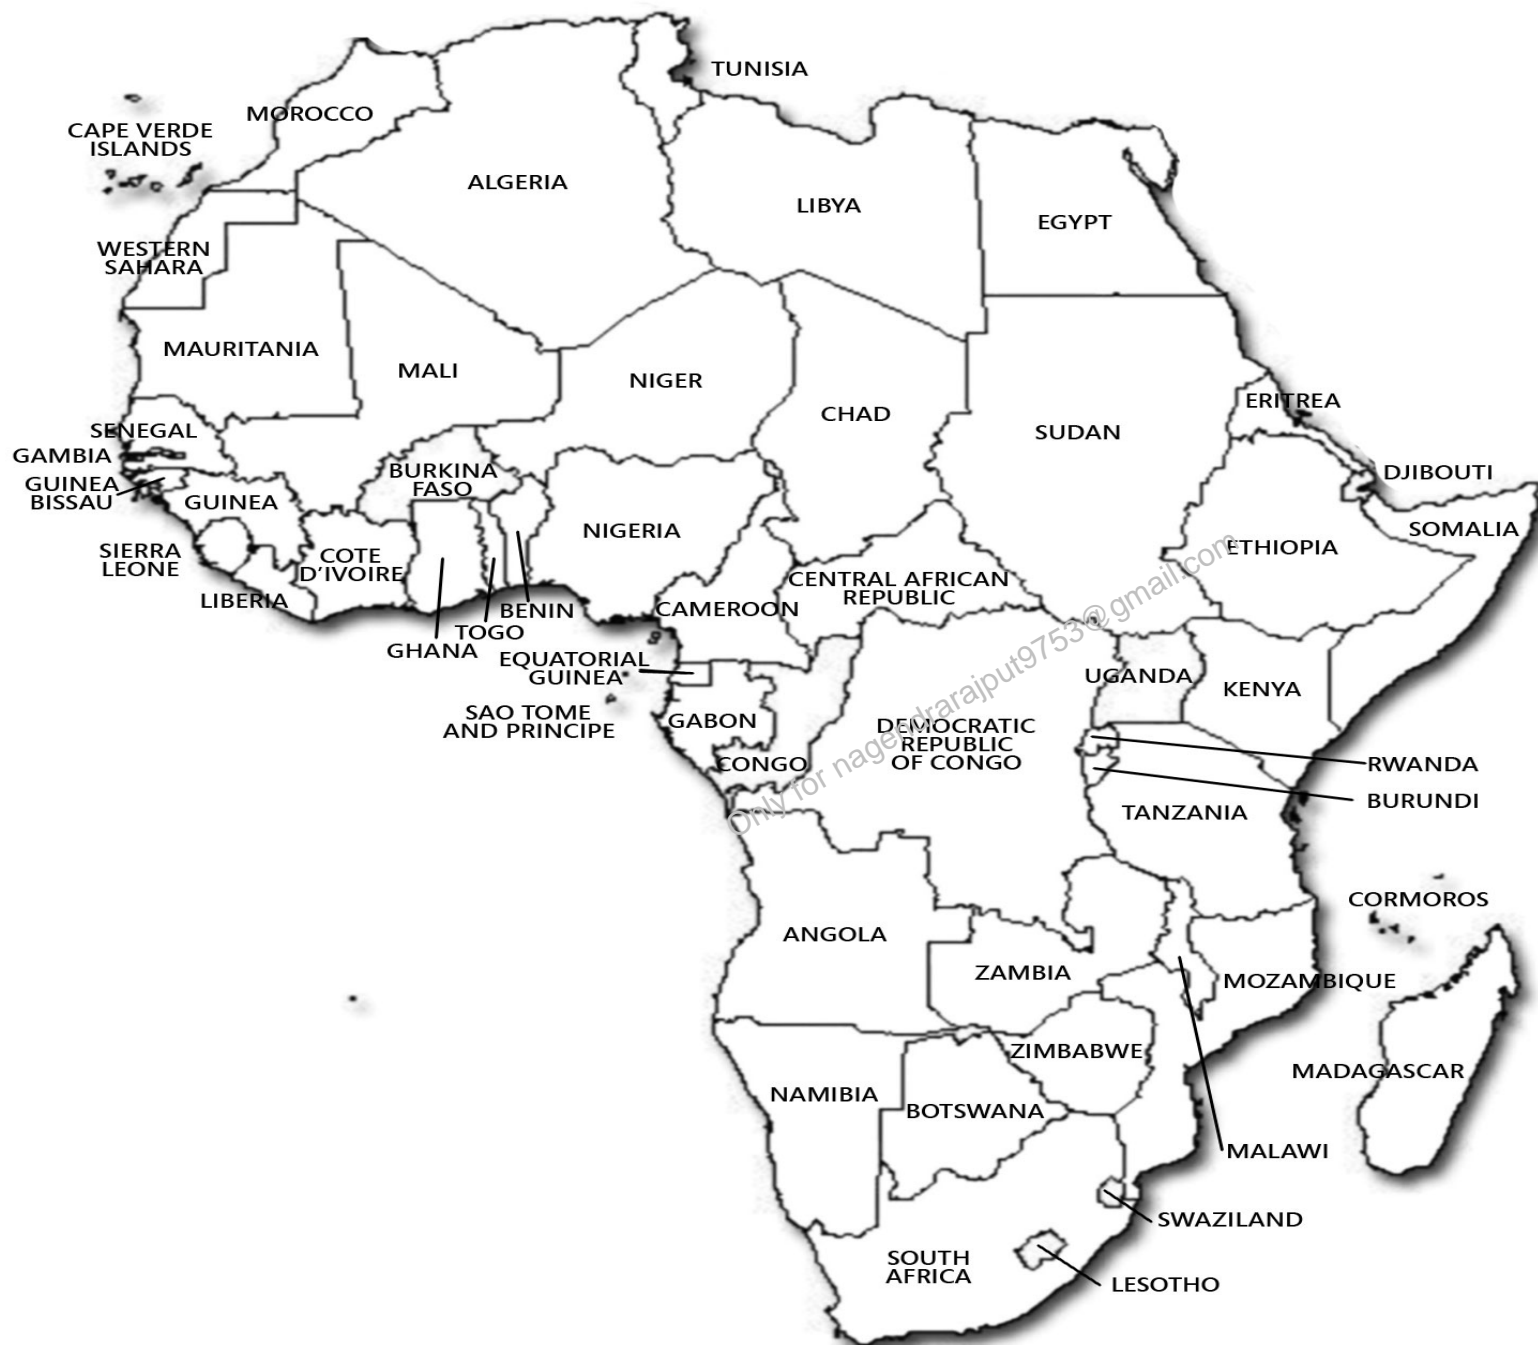 TUNISIA
MOROCCO
CAPE VERDE
ISLANDS
ALGERIA
LIBYA
EGYPT
WESTERN
SAHARA
MAURITANIA
MALI
NIGER
CHAD
SUDAN
ERITREA
SENEGAL
GAMBIA
GUINEA
BISSAU
GUINEA
BURKINA
FASO
DJIBOUTI
NIGERIA
SOMALIA
ETHIOPIA
SIERRA
LEONE
COTE
D'IVOIRE
LIBERIA
CENTRAL AFRICAN
REPUBLIC
BENIN
CAMEROON
TOGO
GHANA
EQUATORIAL
GUINEA
UGANDA
KENYA
SAO TOME
AND PRINCIPE
GABON
DEMOCRATIC
REPUBLIC
OF CONGO
CONGO
RWANDA
BURUNDI
TANZANIA
Only for nagendrarajput9753@gmail.com
CORMOROS
ANGOLA
ZAMBIA
MOZAMBIQUE
ZIMBABWE
MADAGASCAR
NAMIBIA
BOTSWANA
MALAWI
SWAZILAND
SOUTH
AFRICA
LESOTHO